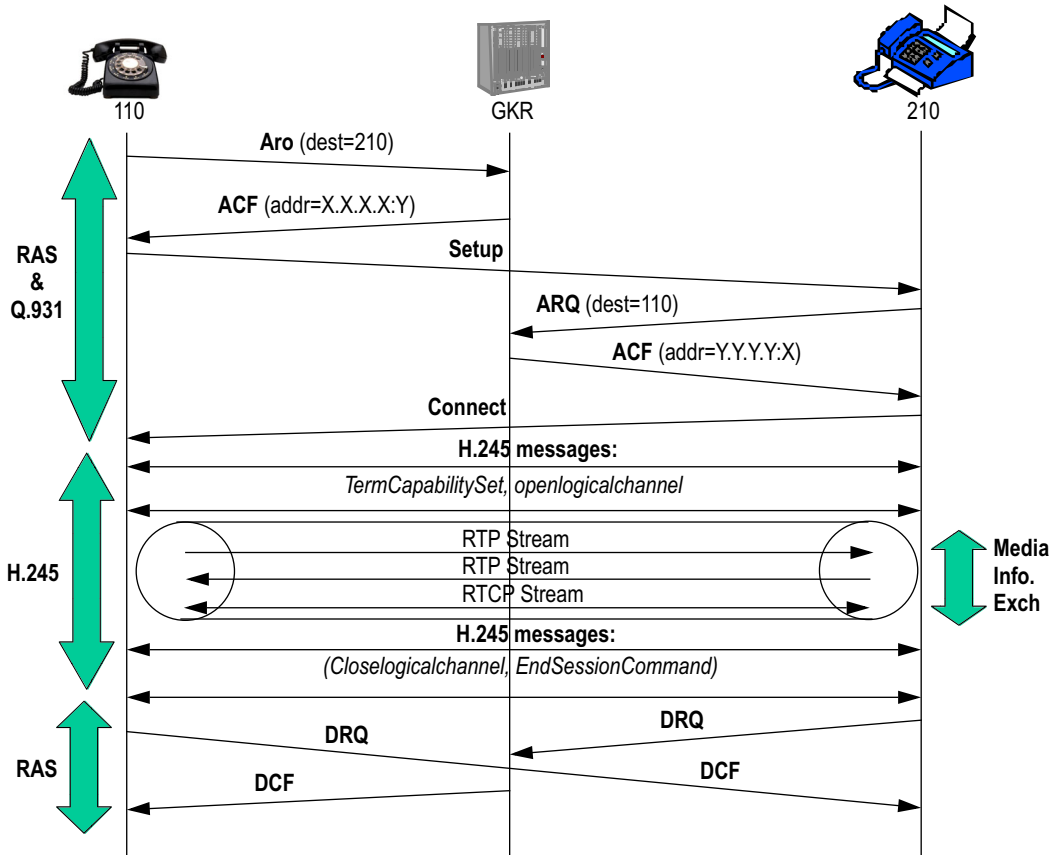 110
GKR
210
Aro (dest=210)
ACF (addr=X.X.X.X:Y)
Setup
RAS
&
Q.931
ARQ (dest=110)
ACF (addr=Y.Y.Y.Y:X)
Connect
H.245 messages:
TermCapabilitySet, openlogicalchannel
RTP Stream
RTP Stream
RTCP Stream
H.245
Media
Info.
Exch
H.245 messages:
(Closelogicalchannel, EndSessionCommand)
DRQ
DRQ
RAS
DCF
DCF